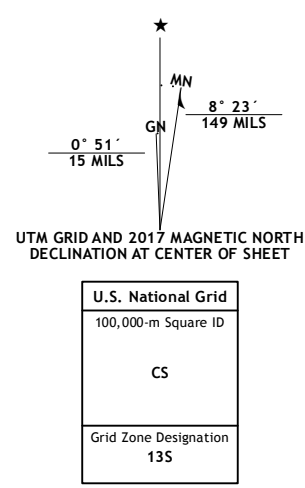 ★
MN
GN
8° 23´
149 MILS
0° 51´
15 MILS
UTM GRID AND 2017 MAGNETIC NORTH
DECLINATION AT CENTER OF SHEET
U.S. National Grid
100,000-m Square ID
CS
Grid Zone Designation
13S